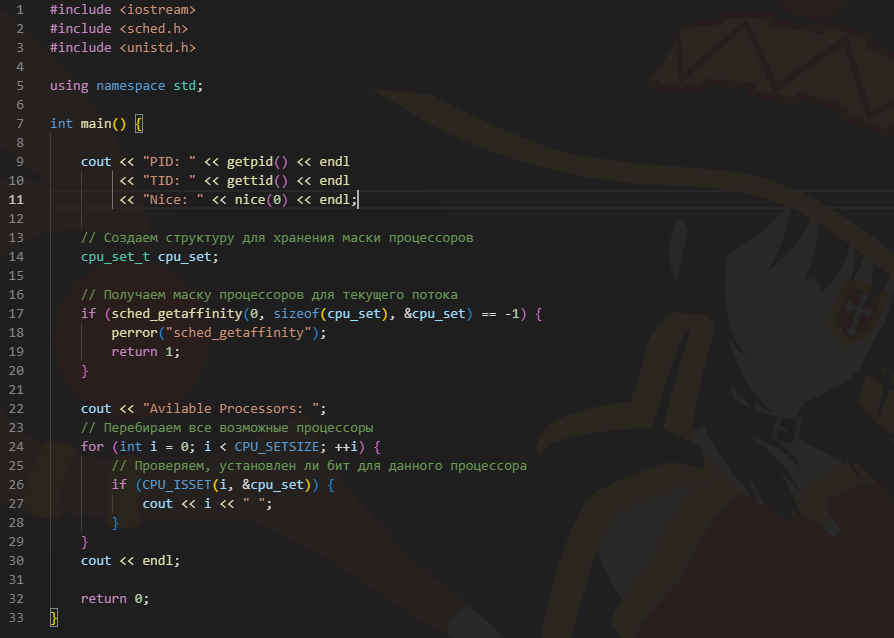 1 #include <iostream>
2 #include <sched.h>
3 #include <unistd.h>
4
5 using namespace std;
6
7 int main() {
8
9     cout << "PID: " << getpid() << endl
10         << "TID: " << gettid() << endl
11         << "Nice: " << nice(0) << endl;
12
13     // Создаем структуру для хранения маски процессоров
14     cpu_set_t cpu_set;
15
16     // Получаем маску процессоров для текущего потока
17     if (sched_getaffinity(0, sizeof(cpu_set), &cpu_set) == -1) {
18         perror("sched_getaffinity");
19         return 1;
20     }
21
22     cout << "Avilable Processors: ";
23     // Перебираем все возможные процессоры
24     for (int i = 0; i < CPU_SETSIZE; ++i) {
25         // Проверяем, установлен ли бит для данного процессора
26         if (CPU_ISSET(i, &cpu_set)) {
27             cout << i << " ";
28         }
29     }
30     cout << endl;
31
32     return 0;
33 }